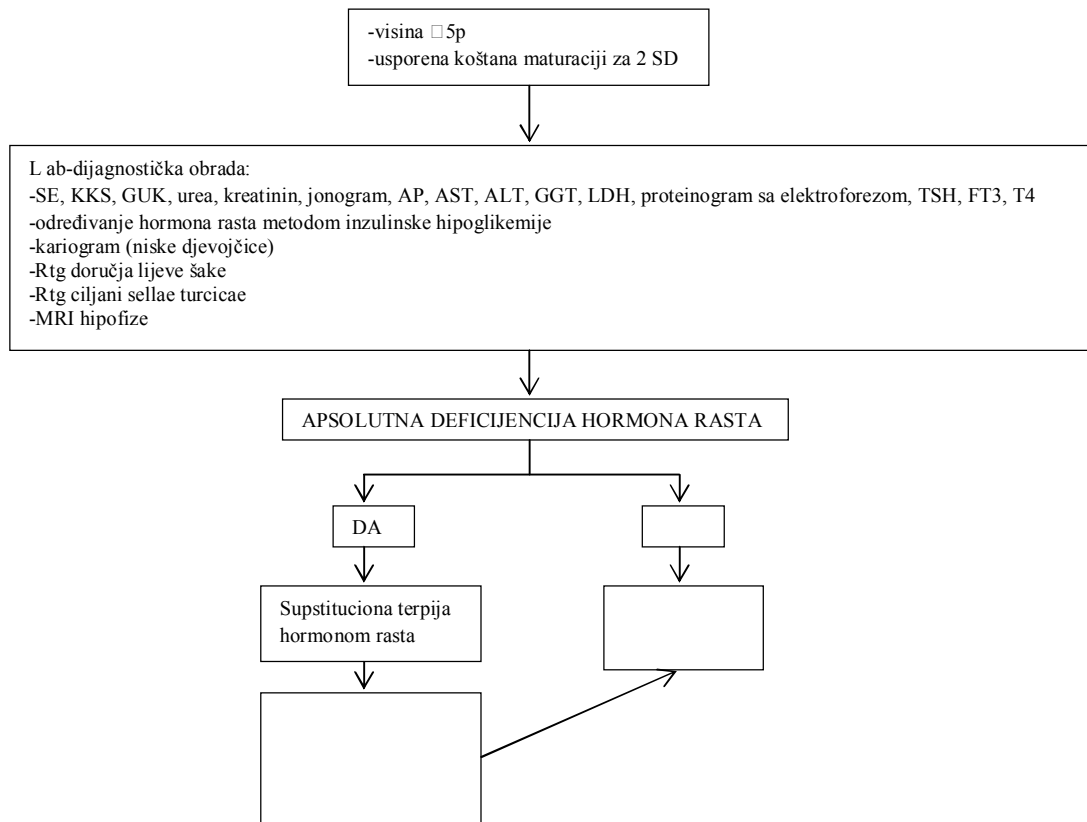 -visina □5p
-usporena koštana maturaciji za 2 SD
L ab-dijagnostička obrada:
-SE, KKS, GUK, urea, kreatinin, jonogram, AP, AST, ALT, GGT, LDH, proteinogram sa elektroforezom, TSH, FT3, T4
-određivanje hormona rasta metodom inzulinske hipoglikemije
-kariogram (niske djevojčice)
-Rtg doručja lijeve šake
-Rtg ciljani sellae turcicae
-MRI hipofize
APSOLUTNA DEFICIJENCIJA HORMONA RASTA
DA
Supstituciona terpija
hormonom rasta